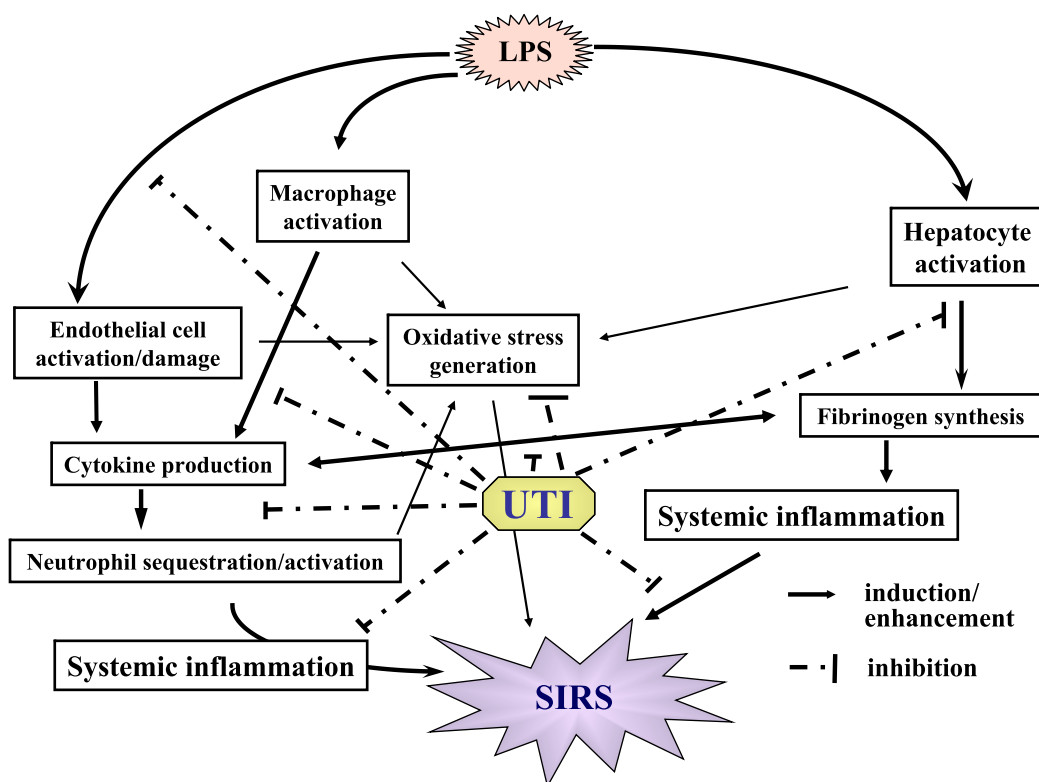 LPS
Macrophage
activation
Hepatocyte
activation
Endothelial cell
activation/damage
Oxidative stress
generation
Fibrinogen synthesis
Cytokine production
UTI
Systemic inflammation
Neutrophil sequestration/activation
induction/
enhancement
Systemic inflammation
inhibition
SIRS